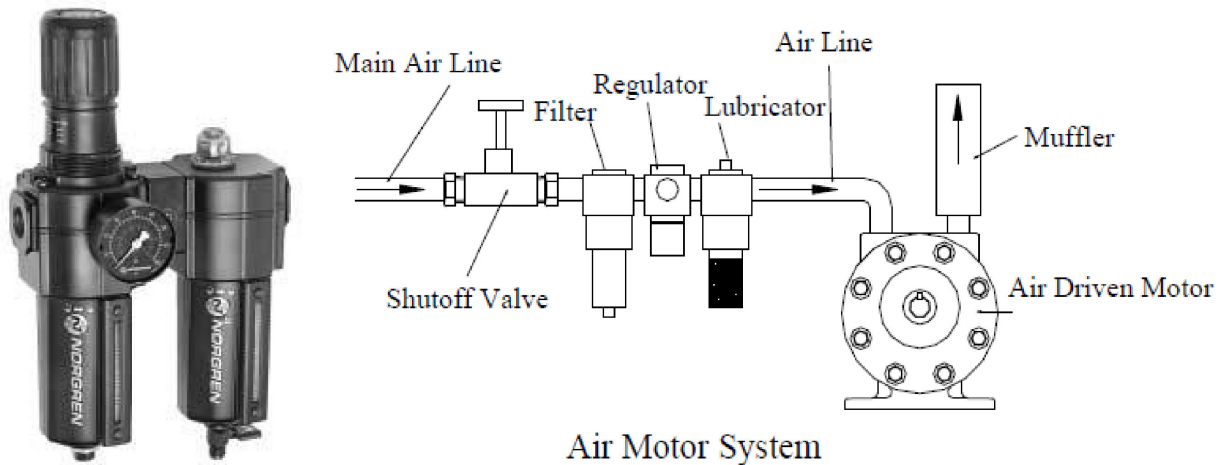 Main Air Line
Filter
Regulator
Lubricator
Air Line
Muffler
Shutoff Valve
Air Driven Motor
Air Motor System
NORGREN
NORGREN